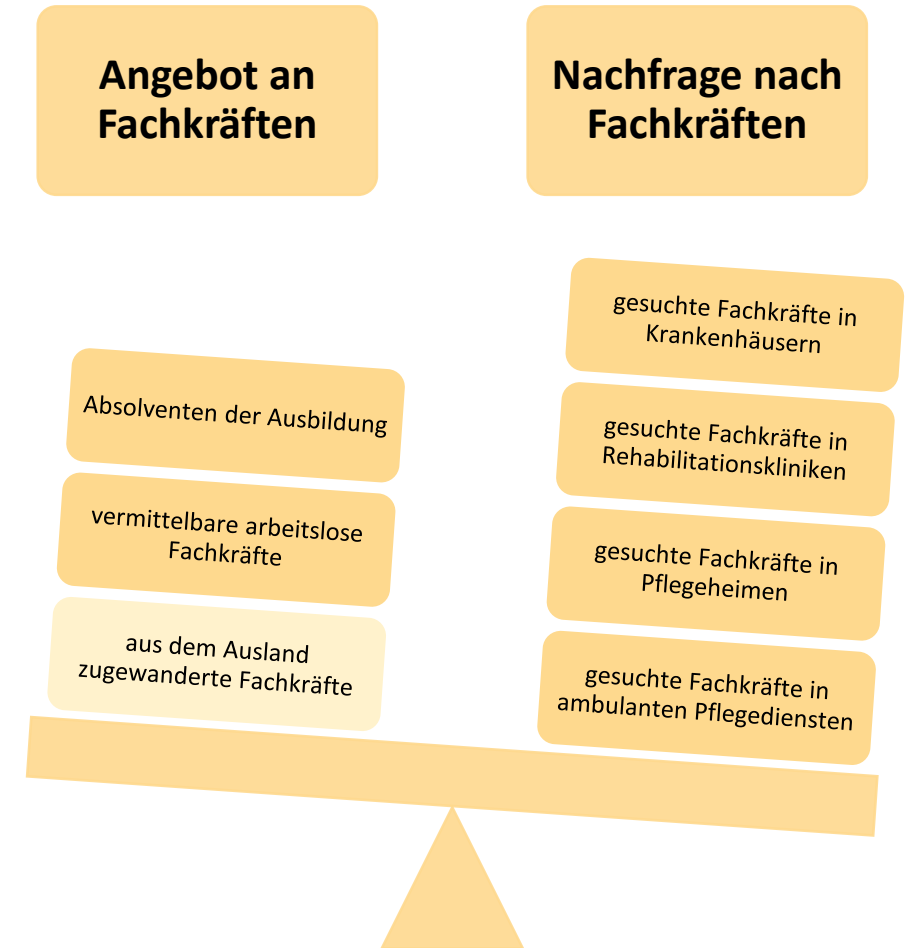 Angebot an
Fachkräften
Nachfrage nach
Fachkräften
Absolventen der Ausbildung
vermittelbare arbeitslose
Fachkräfte
aus dem Ausland
zugewanderte Fachkräfte
gesuchte Fachkräfte in
Krankenhäusern
gesuchte Fachkräfte in
Rehabilitationskliniken
gesuchte Fachkräfte in
Pflegeheimen
gesuchte Fachkräfte in
ambulanten Pflegediensten